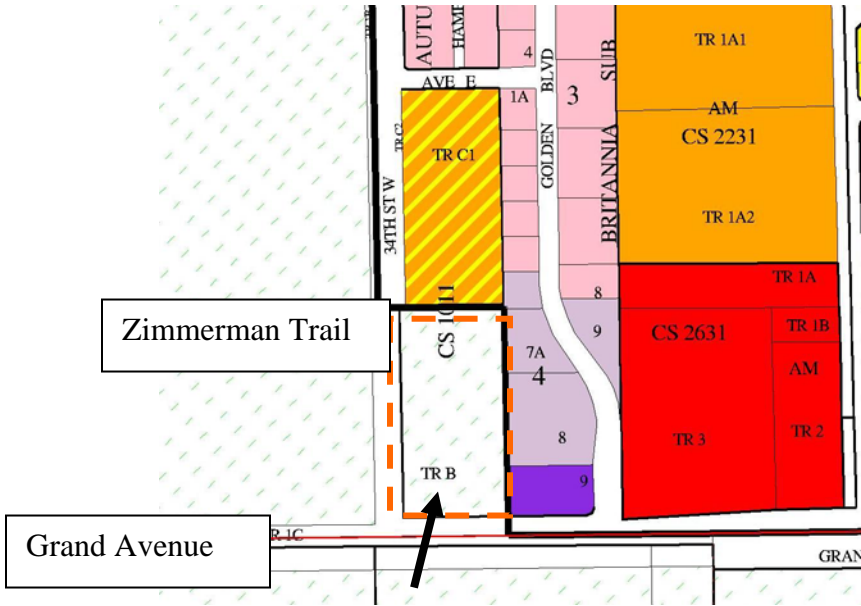 AUTU
HAMP
4
BLVD
SUB
TR 1A1
AVE E
1A
3
AM
CS 2231
TR C2
TR C1
GOLDEN
BRITANNIA
34TH ST W
TR 1A2
TR 1A
8
Zimmerman Trail
CS 1011
9
CS 2631
TR 1B
7A
4
AM
8
TR 3
TR 2
TR B
9
Grand Avenue
R 1C
GRAN